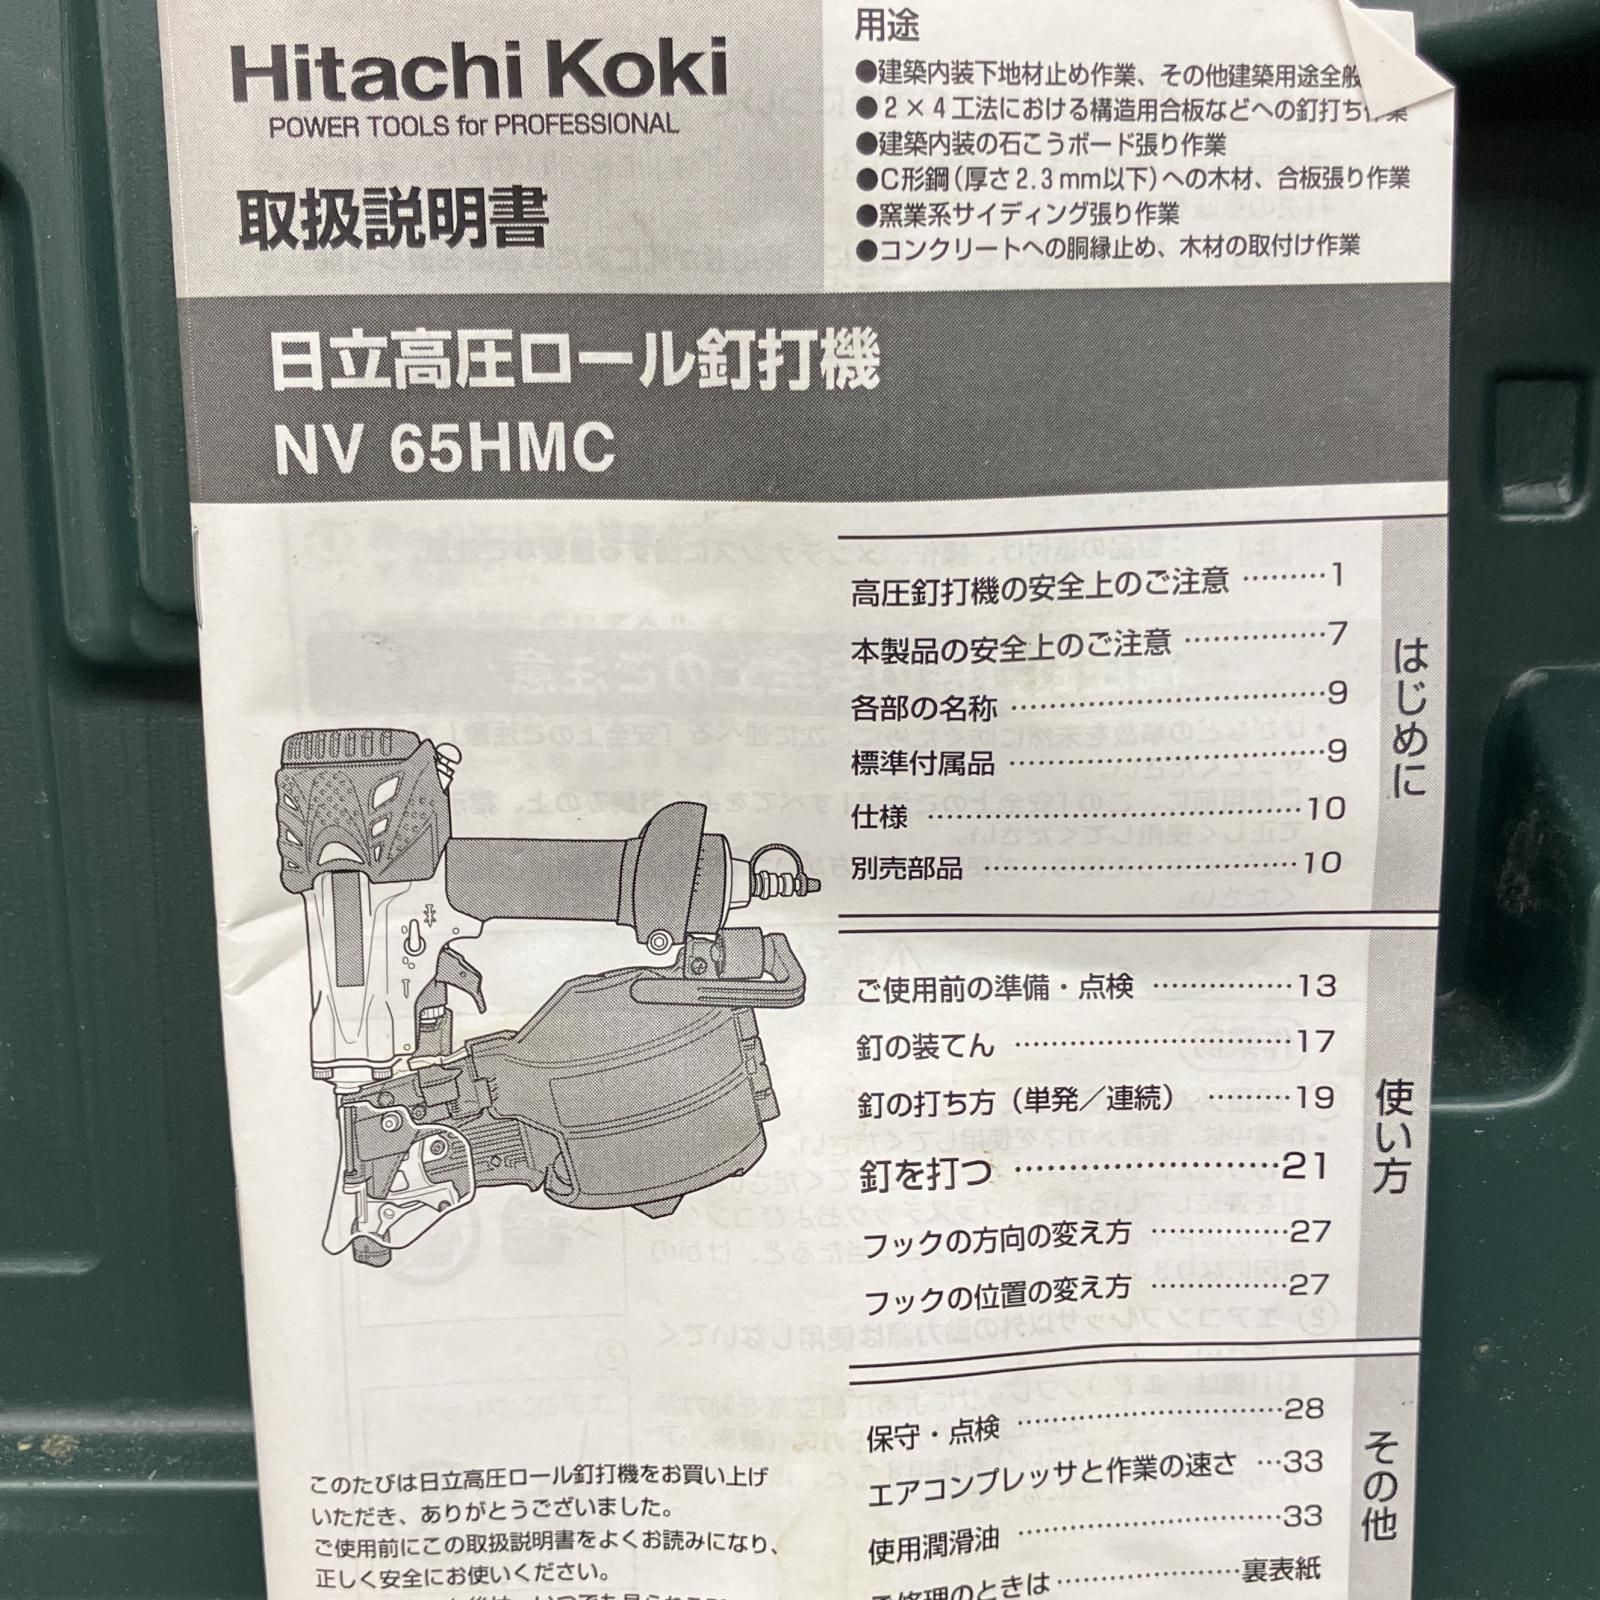 Hitachi Koki
POWER TOOLS for PROFESSIONAL
取扱説明書
用途
●建築内装下地材止め作業、その他建築用途全般
●2×4工法における構造用合板などへの釘打ち作業
●建築内装の石こうボード張り作業
●C形鋼(厚さ2.3mm以下)への木材、合板張り作業
●窯業系サイディング張り作業
●コンクリートへの胴縁止め、木材の取付け作業
日立高圧ロール釘打機
NV 65HMC
はじめに
高圧釘打機の安全上のご注意 ………1
本製品の安全上のご注意 ……………7
各部の名称 ……………………………9
標準付属品 ……………………………9
仕様 ……………………………………10
別売部品 ………………………………10
使い方
ご使用前の準備・点検 ……………13
釘の装てん …………………………17
釘の打ち方(単発/連続) ………19
釘を打つ ………………………21
フックの方向の変え方 ……………27
フックの位置の変え方 ……………27
その他
保守・点検 …………………………28
エアコンプレッサと作業の速さ …33
使用潤滑油 …………………………33
ご修理のときは…………………裏表紙
このたびは日立高圧ロール釘打機をお買い上げ
いただき、ありがとうございました。
ご使用前にこの取扱説明書をよくお読みになり、
正しく安全にお使いください。